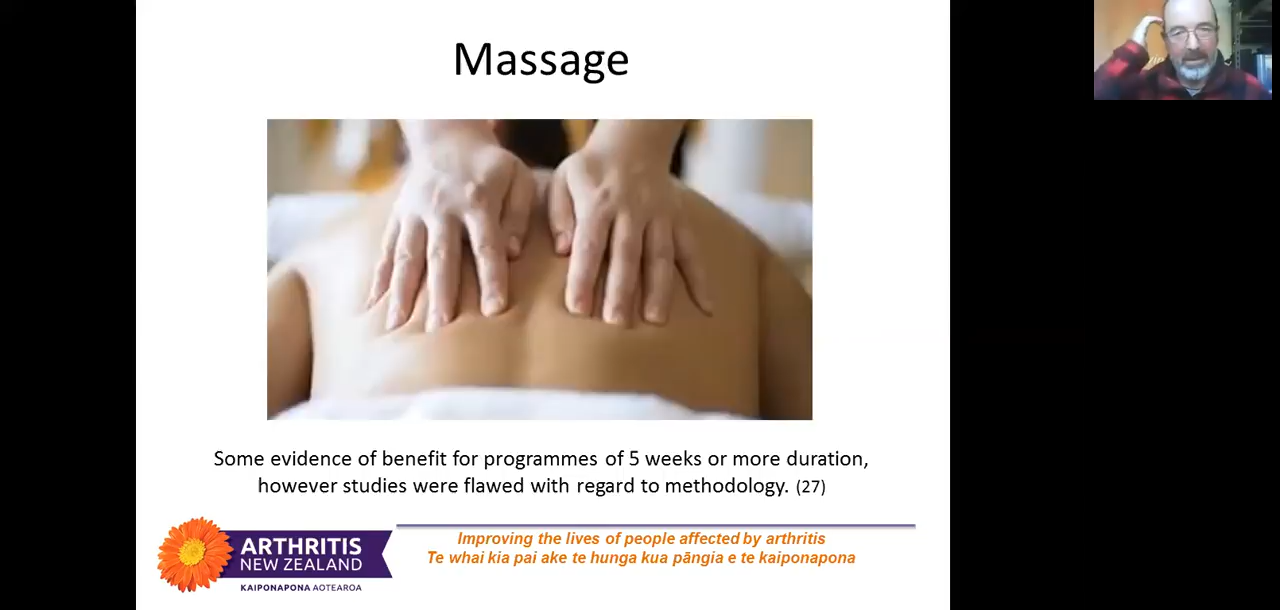 Massage
Some evidence of benefit for programmes of 5 weeks or more duration,
however studies were flawed with regard to methodology. (27)
Improving the lives of people affected by arthritis
Te whai kia pai ake te hunga kua pāngia e te kaiponapona
ARTHRITIS
NEW ZEALAND
KAIPONAPONA AOTEAROA